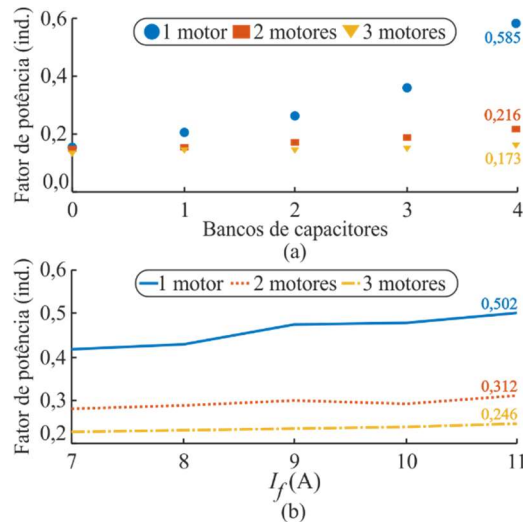 Fator de potência (ind.)
0,6
0,4
0,2
0,0
1 motor 2 motores 3 motores
0,585
0,216
0,173
0 1 2 3 4
Bancos de capacitores
(a)
Fator de potência (ind.)
0,6
0,5
0,4
0,3
0,2
1 motor 2 motores 3 motores
0,502
0,312
0,246
7 8 9 10 11
I_f(A)
(b)